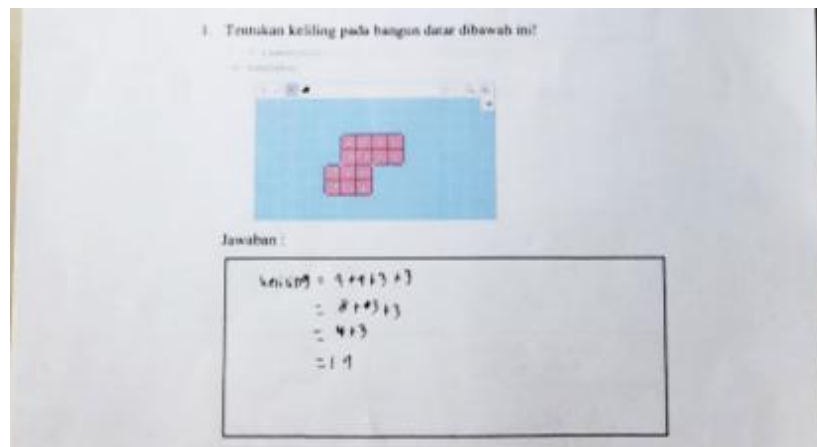 1. Tentukan keliling pada bangun datar dibawah ini!
Jawaban :
= 4+4+3+3
= 8+3+3
= 4+3
= 14